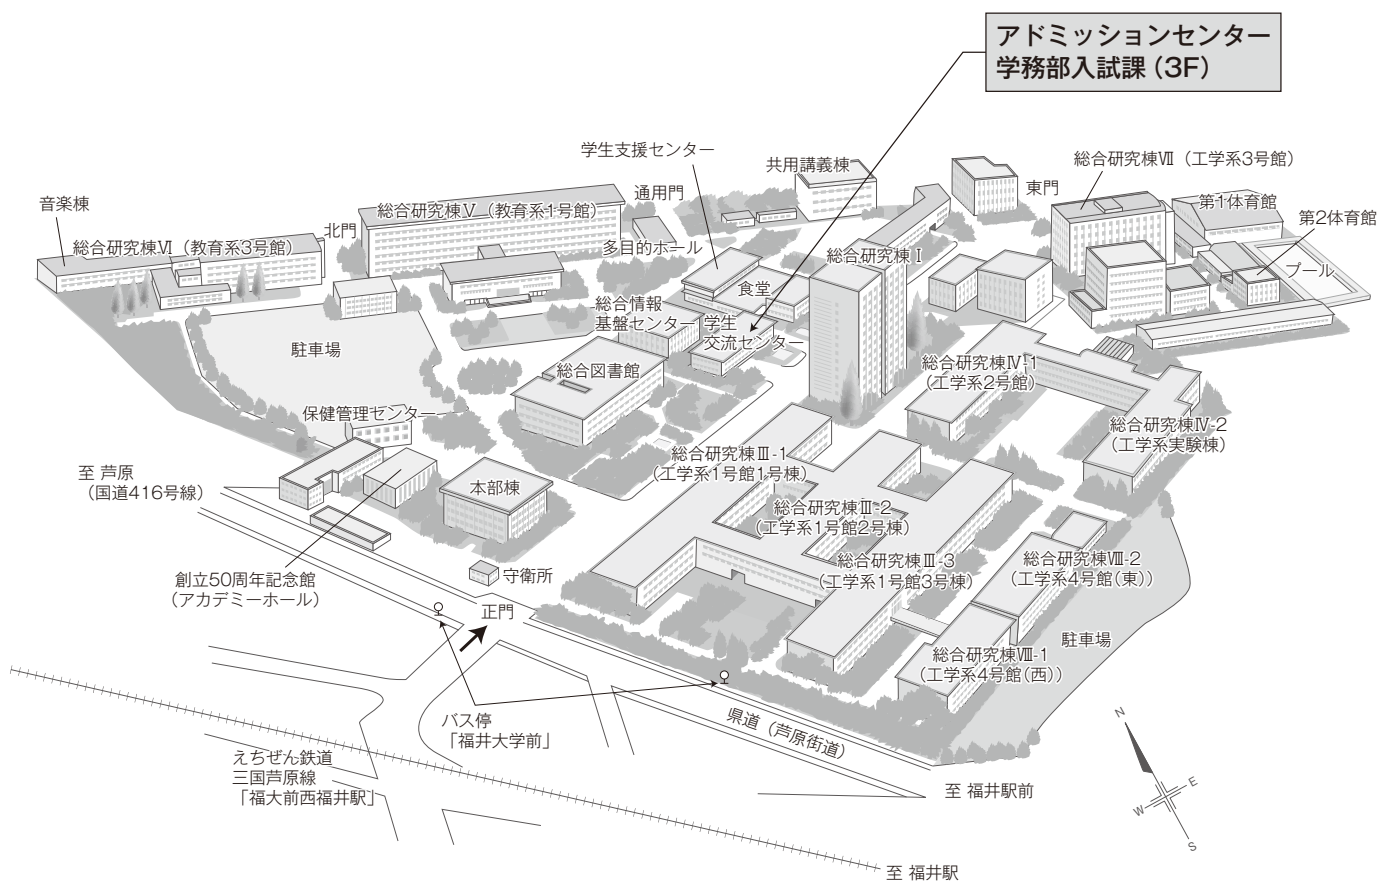 アドミッションセンター
学務部入試課（3F）
学生支援センター
共用講義棟
総合研究棟Ⅶ（工学系3号館）
東門
通用門
音楽棟
総合研究棟Ⅴ（教育系1号館）
第1体育館
第2体育館
北門
総合研究棟Ⅵ（教育系3号館）
多目的ホール
総合研究棟Ⅰ
プール
食堂
総合情報
基盤センター
学生
交流センター
駐車場
総合図書館
総合研究棟Ⅳ-1
（工学系2号館）
保健管理センター
総合研究棟Ⅳ-2
（工学系実験棟）
総合研究棟Ⅲ-1
（工学系1号館1号棟）
至 芦原
（国道416号線）
本部棟
総合研究棟Ⅲ-2
（工学系1号館2号棟）
総合研究棟Ⅲ-3
（工学系1号館3号棟）
総合研究棟Ⅷ-2
（工学系4号館（東））
創立50周年記念館
（アカデミーホール）
守衛所
正門
駐車場
総合研究棟Ⅷ-1
（工学系4号館（西））
バス停
「福井大学前」
県道（芦原街道）
えちぜん鉄道
三国芦原線
「福大前西福井駅」
至 福井駅前
N
E
W
S
至 福井駅